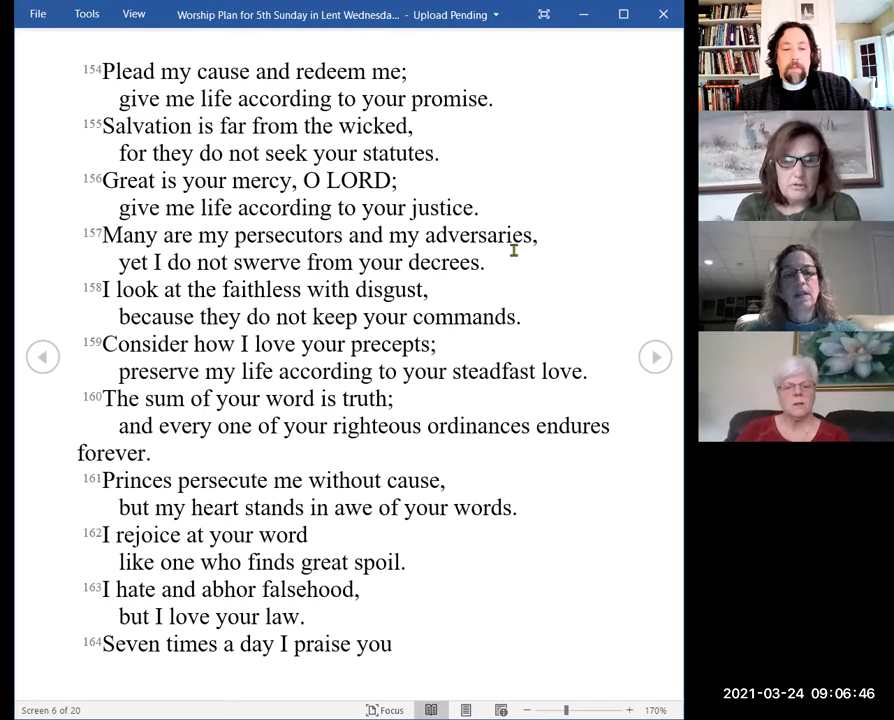 File Tools View Worship Plan for 5th Sunday in Lent Wednesda... - Upload Pending
154Plead my cause and redeem me;
give me life according to your promise.
155Salvation is far from the wicked,
for they do not seek your statutes.
156Great is your mercy, O LORD;
give me life according to your justice.
157Many are my persecutors and my adversaries,
yet I do not swerve from your decrees.
158I look at the faithless with disgust,
because they do not keep your commands.
159Consider how I love your precepts;
preserve my life according to your steadfast love.
160The sum of your word is truth;
and every one of your righteous ordinances endures
forever.
161Princes persecute me without cause,
but my heart stands in awe of your words.
162I rejoice at your word
like one who finds great spoil.
163I hate and abhor falsehood,
but I love your law.
164Seven times a day I praise you
2021-03-24 09:06:46
Screen 6 of 20 Focus 170%